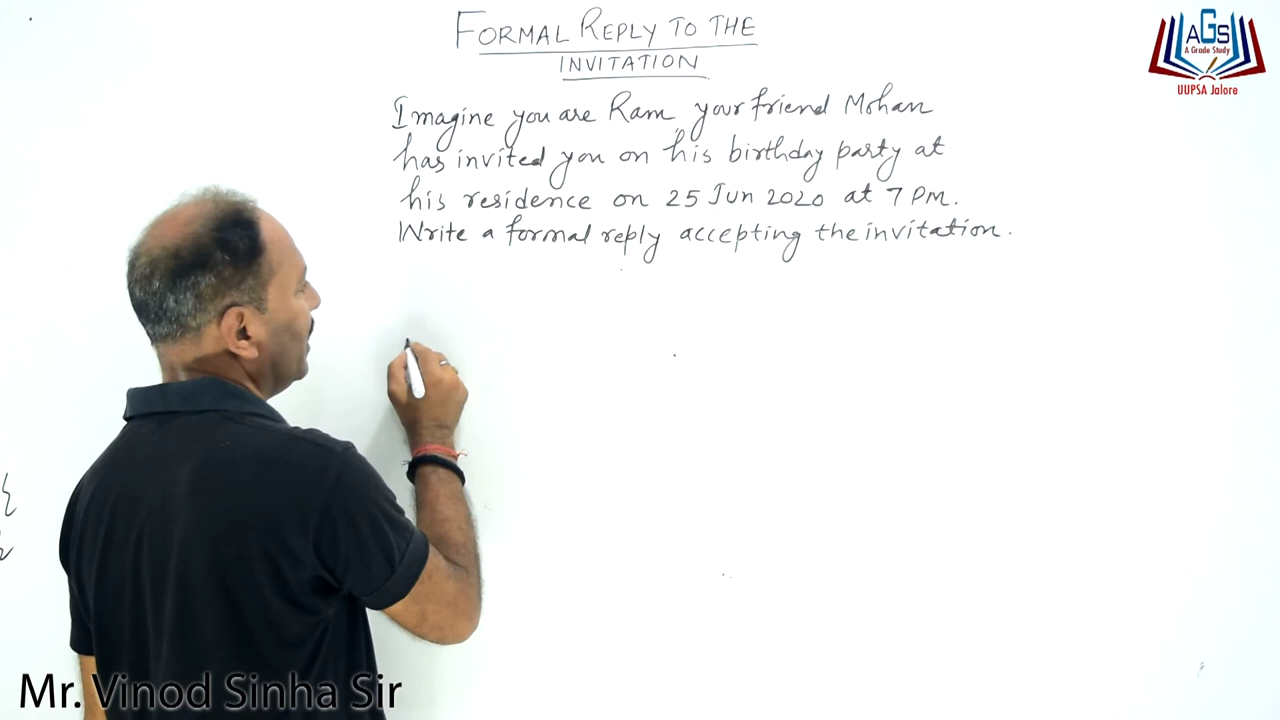 FORMAL REPLY TO THE
INVITATION
Imagine you are Ram, your friend Mohan
has invited you on his birthday party at
his residence on 25 Jun 2020 at 7 PM.
Write a formal reply accepting the invitation.
AGS
A Grade Study
UUPSA Jalore
Mr. Vinod Sinha Sir